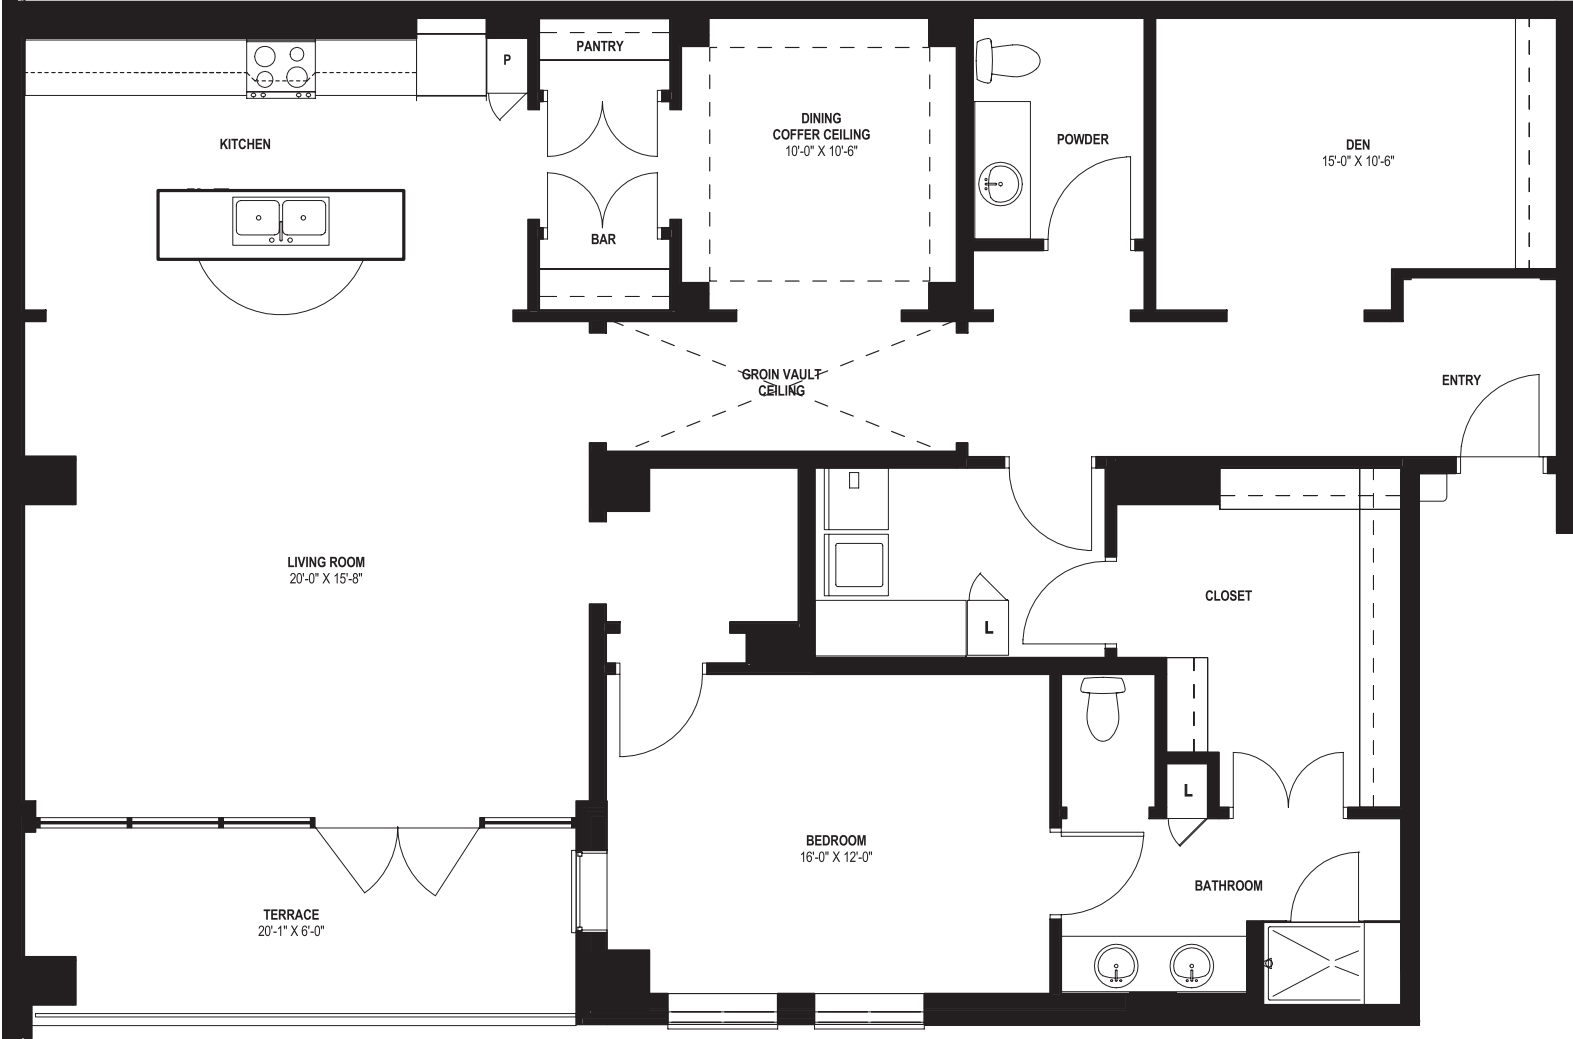 PANTRY
P
KITCHEN
DINING
COFFER CEILING
10'-0" X 10'-6"
POWDER
DEN
15'-0" X 10'-6"
BAR
GROIN VAULT
CEILING
ENTRY
LIVING ROOM
20'-0" X 15'-8"
CLOSET
L
L
BEDROOM
16'-0" X 12'-0"
BATHROOM
TERRACE
20'-1" X 6'-0"